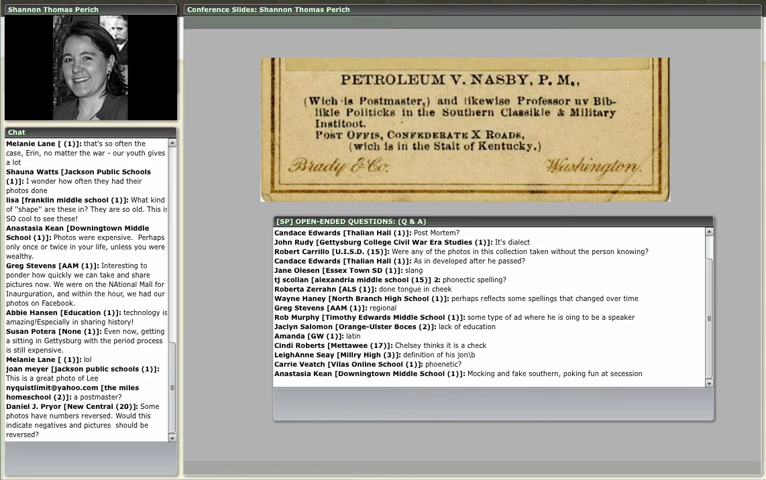 Shannon Thomas Perich
Chat
Melanie Lane [ (1)]: that's so often the
case, Erin, no matter the war - our youth gives
a lot
Shauna Watts [Jackson Public Schools
(1)]: I wonder how often they had their
photos done
lisa [franklin middle school (1)]: What kind
of "shape" are these in? They are so old. This is
SO cool to see these!
Anastasia Kean [Downingtown Middle
School (1)]: Photos were expensive. Perhaps
only once or twice in your life, unless you were
wealthy.
Greg Stevens [AAM (1)]: Interesting to
ponder how quickly we can take and share
pictures now. We were on the NAtional Mall for
Inaurguration, and within the hour, we had our
photos on Facebook.
Abbie Hansen [Education (1)]: technology is
amazing!Especially in sharing history!
Susan Potera [None (1)]: Even now, getting
a sitting in Gettysburg with the period process
is still expensive.
Melanie Lane [ (1)]: lol
joan meyer [jackson public schools (1)]:
This is a great photo of Lee
nyquistlimit@yahoo.com [the miles
homeschool (2)]: a postmaster?
Daniel J. Pryor [New Central (20)]: Some
photos have numbers reversed. Would this
indicate negatives and pictures should be
reversed?
Conference Slides: Shannon Thomas Perich
PETROLEUM V. NASBY, P. M.,
(Wich is Postmaster,) and likewise Professor uv Bib-
likle Politicks in the Southern Classikle & Military
Institoot.
POST OFFIS, CONFEDERATE X ROADS,
(wich is in the Stait of Kentucky.)
Brady & Co. Washington.
[SP] OPEN-ENDED QUESTIONS: (Q & A)
Candace Edwards [Thalian Hall (1)]: Post Mortem?
John Rudy [Gettysburg College Civil War Era Studies (1)]: It's dialect
Robert Carrillo [U.I.S.D. (15)]: Were any of the photos in this collection taken without the person knowing?
Candace Edwards [Thalian Hall (1)]: As in developed after he passed?
Jane Olesen [Essex Town SD (1)]: slang
tj scollan [alexandria middle school (15)] 2: phonectic spelling?
Roberta Zerrahn [ALS (1)]: done tongue in cheek
Wayne Haney [North Branch High School (1)]: perhaps reflects some spellings that changed over time
Greg Stevens [AAM (1)]: regional
Rob Murphy [Timothy Edwards Middle School (1)]: some type of ad where he is oing to be a speaker
Jaclyn Salomon [Orange-Ulster Boces (2)]: lack of education
Amanda [GW (1)]: latin
Cindi Roberts [Mettawee (17)]: Chelsey thinks it is a check
LeighAnne Seay [Millry High (3)]: definition of his jon\b
Carrie Veatch [Vilas Online School (1)]: phoenetic?
Anastasia Kean [Downingtown Middle School (1)]: Mocking and fake southern, poking fun at secession